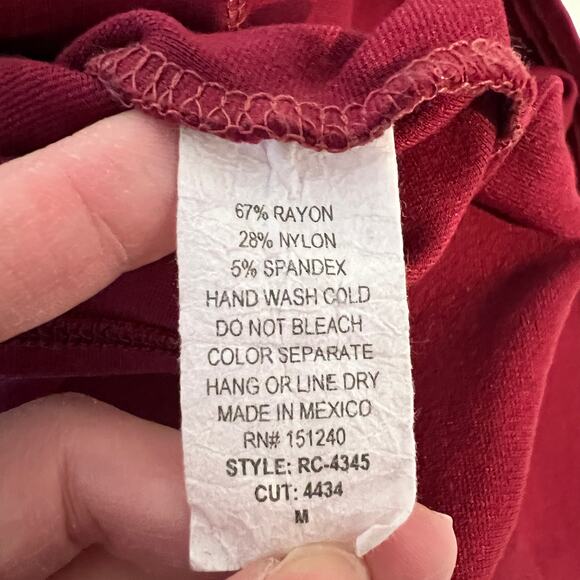 67% RAYON
28% NYLON
5% SPANDEX
HAND WASH COLD
DO NOT BLEACH
COLOR SEPARATE
HANG OR LINE DRY
MADE IN MEXICO
RN# 151240
STYLE: RC-4345
CUT: 4434
M